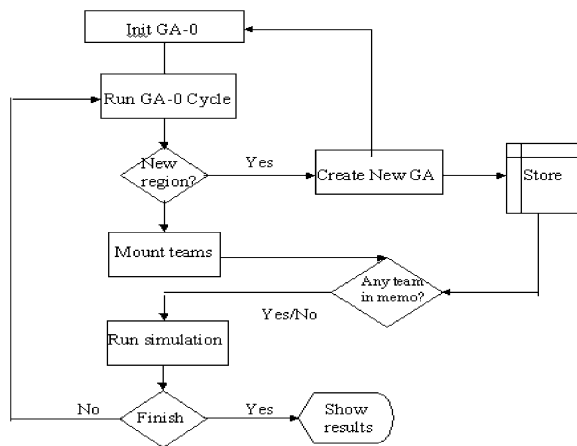 Init GA-0
Run GA-0 Cycle
New
region?
Yes
Create New GA
Store
Mount teams
Any team
in memo?
Yes/No
Run simulation
No
Finish
Yes
Show
results